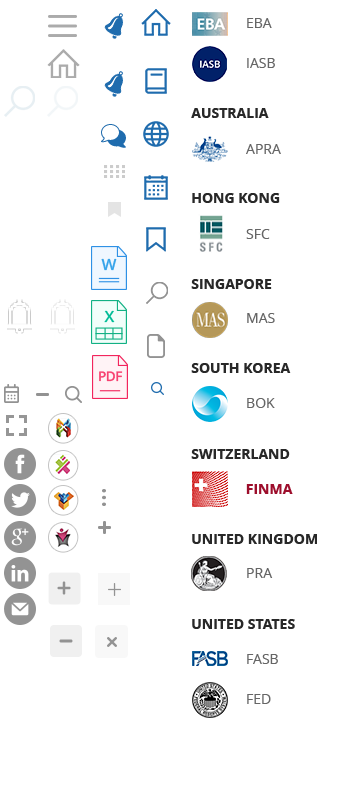 EBA
EBA
IASB
IASB
AUSTRALIA
APRA
HONG KONG
SFC
SFC
SINGAPORE
MAS
MAS
SOUTH KOREA
BOK
SWITZERLAND
FINMA
UNITED KINGDOM
PRA
UNITED STATES
FASB
FASB
FED
W
X
PDF
f
g+
in